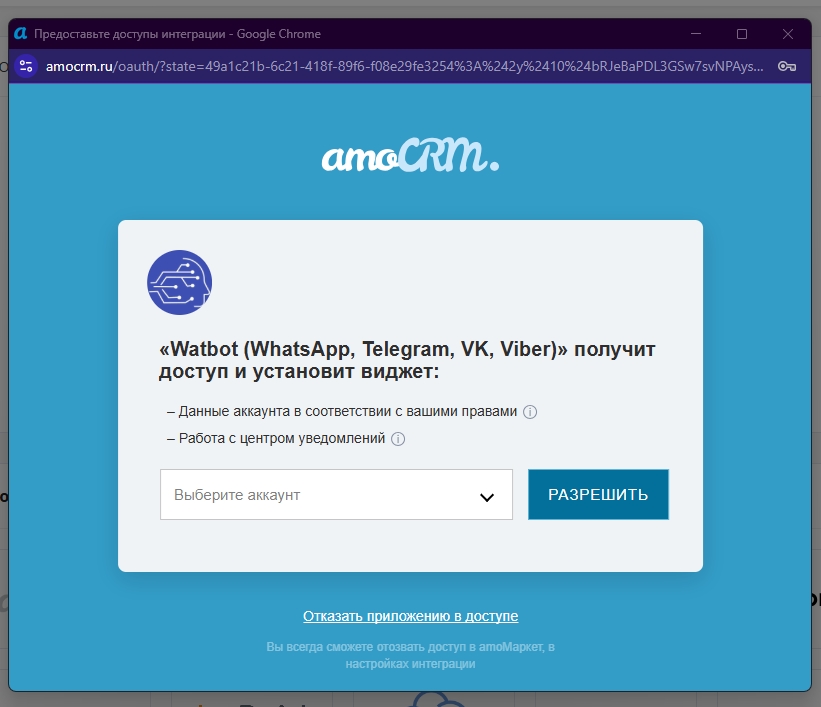 Предоставьте доступы интеграции - Google Chrome
amocrm.ru/oauth/?state=49a1c21b-6c21-418f-89f6-f08e29fe3254%3A%242y%2410%24bRJeBaPDL3GSw7svNPAys...
amoCRM.
«Watbot (WhatsApp, Telegram, VK, Viber)» получит
доступ и установит виджет:
– Данные аккаунта в соответствии с вашими правами
– Работа с центром уведомлений
Выберите аккаунт
РАЗРЕШИТЬ
Отказать приложению в доступе
Вы всегда сможете отозвать доступ в amoМаркет, в
настройках интеграции